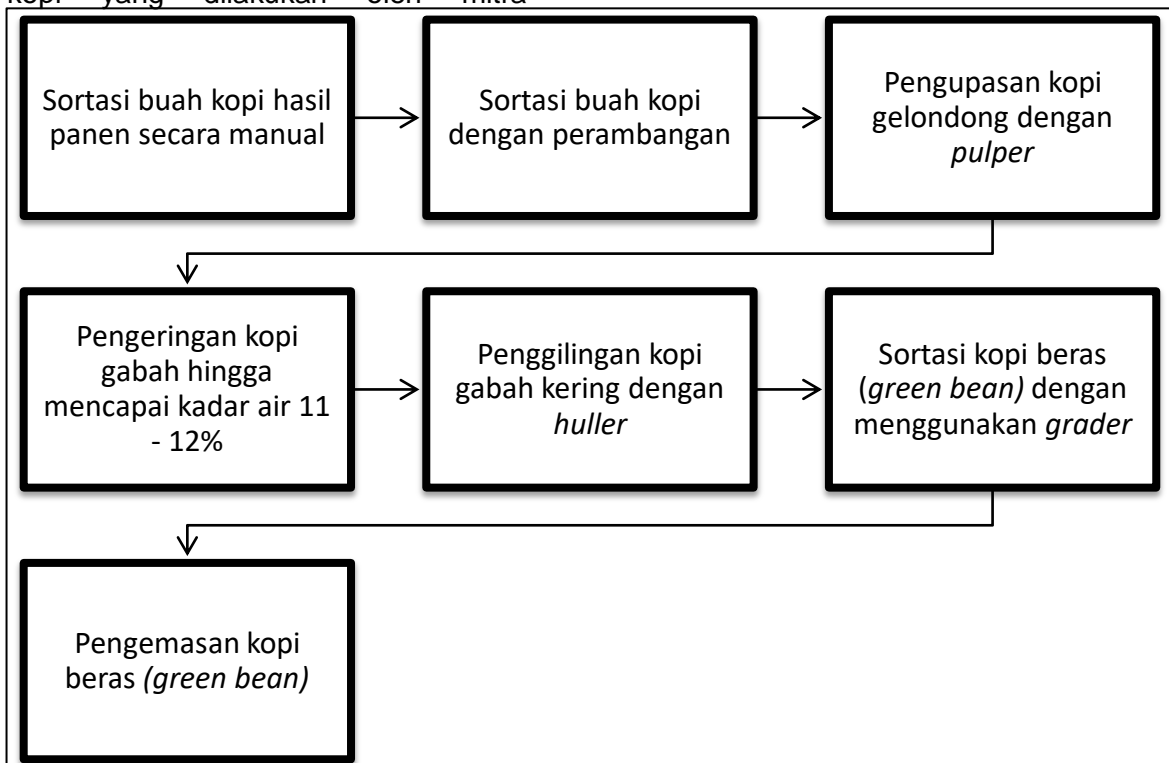 kopi yang dilakukan oleh mitra
Sortasi buah kopi hasil
panen secara manual
Sortasi buah kopi
dengan perambangan
Pengupasan kopi
gelondong dengan
pulper
Pengeringan kopi
gabah hingga
mencapai kadar air 11
- 12%
Penggilingan kopi
gabah kering dengan
huller
Sortasi kopi beras
(green bean) dengan
menggunakan grader
Pengemasan kopi
beras (green bean)